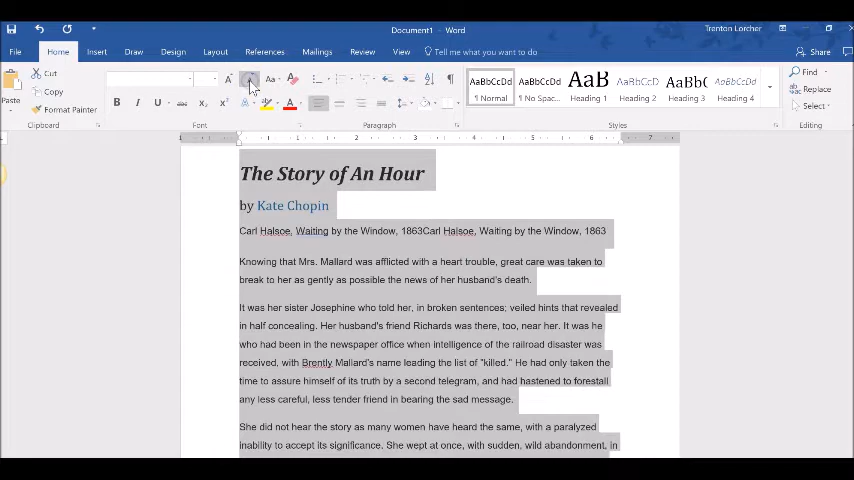 Document1 - Word
Trenton Lorcher
File Home Insert Draw Design Layout References Mailings Review View Tell me what you want to do Share
Paste
Cut
Copy
Format Painter
Clipboard
B I U abc X₂ X²
Aa
Font
Paragraph
AaBbCcDd AaBbCcDd AaB AaBbCcD AaBbC AaBbCcD
¶ Normal ¶ No Spac... Heading 1 Heading 2 Heading 3 Heading 4
Styles
Find
Replace
Select
Editing
1 1 2 3 4 5 6 7
The Story of An Hour
by Kate Chopin
Carl Halsoe, Waiting by the Window, 1863Carl Halsoe, Waiting by the Window, 1863
Knowing that Mrs. Mallard was afflicted with a heart trouble, great care was taken to
break to her as gently as possible the news of her husband's death.
It was her sister Josephine who told her, in broken sentences; veiled hints that revealed
in half concealing. Her husband's friend Richards was there, too, near her. It was he
who had been in the newspaper office when intelligence of the railroad disaster was
received, with Brently Mallard's name leading the list of "killed." He had only taken the
time to assure himself of its truth by a second telegram, and had hastened to forestall
any less careful, less tender friend in bearing the sad message.
She did not hear the story as many women have heard the same, with a paralyzed
inability to accept its significance. She wept at once, with sudden, wild abandonment, in